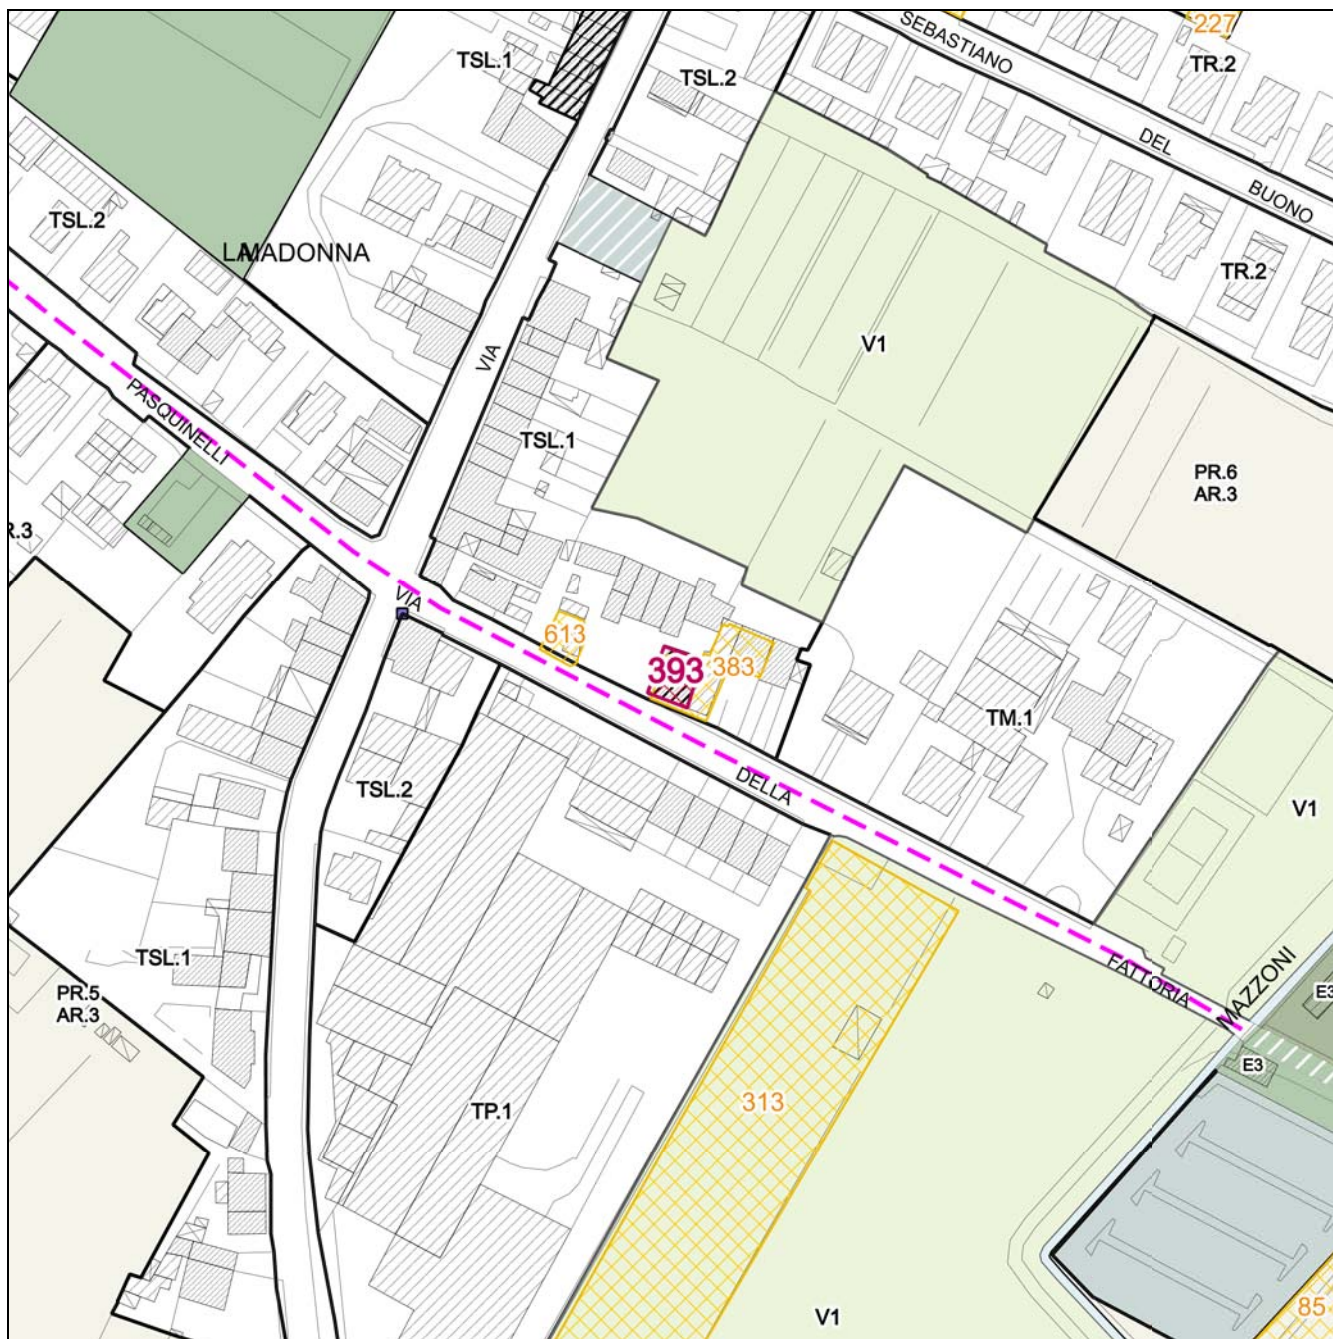 227
SEBASTIANO
TSL.1
TSL.2
TR.2
DEL
BUONO
TSL.2
LA MADONNA
TR.2
V1
VIA
PASQUINELLI
TSL.1
PR.6
AR.3
R.3
VIA
613
393
383
TM.1
DELLA
TSL.2
V1
TSL.1
FATTORIA
MAZZONI
PR.5
AR.3
E3
E3
TP.1
313
V1
85